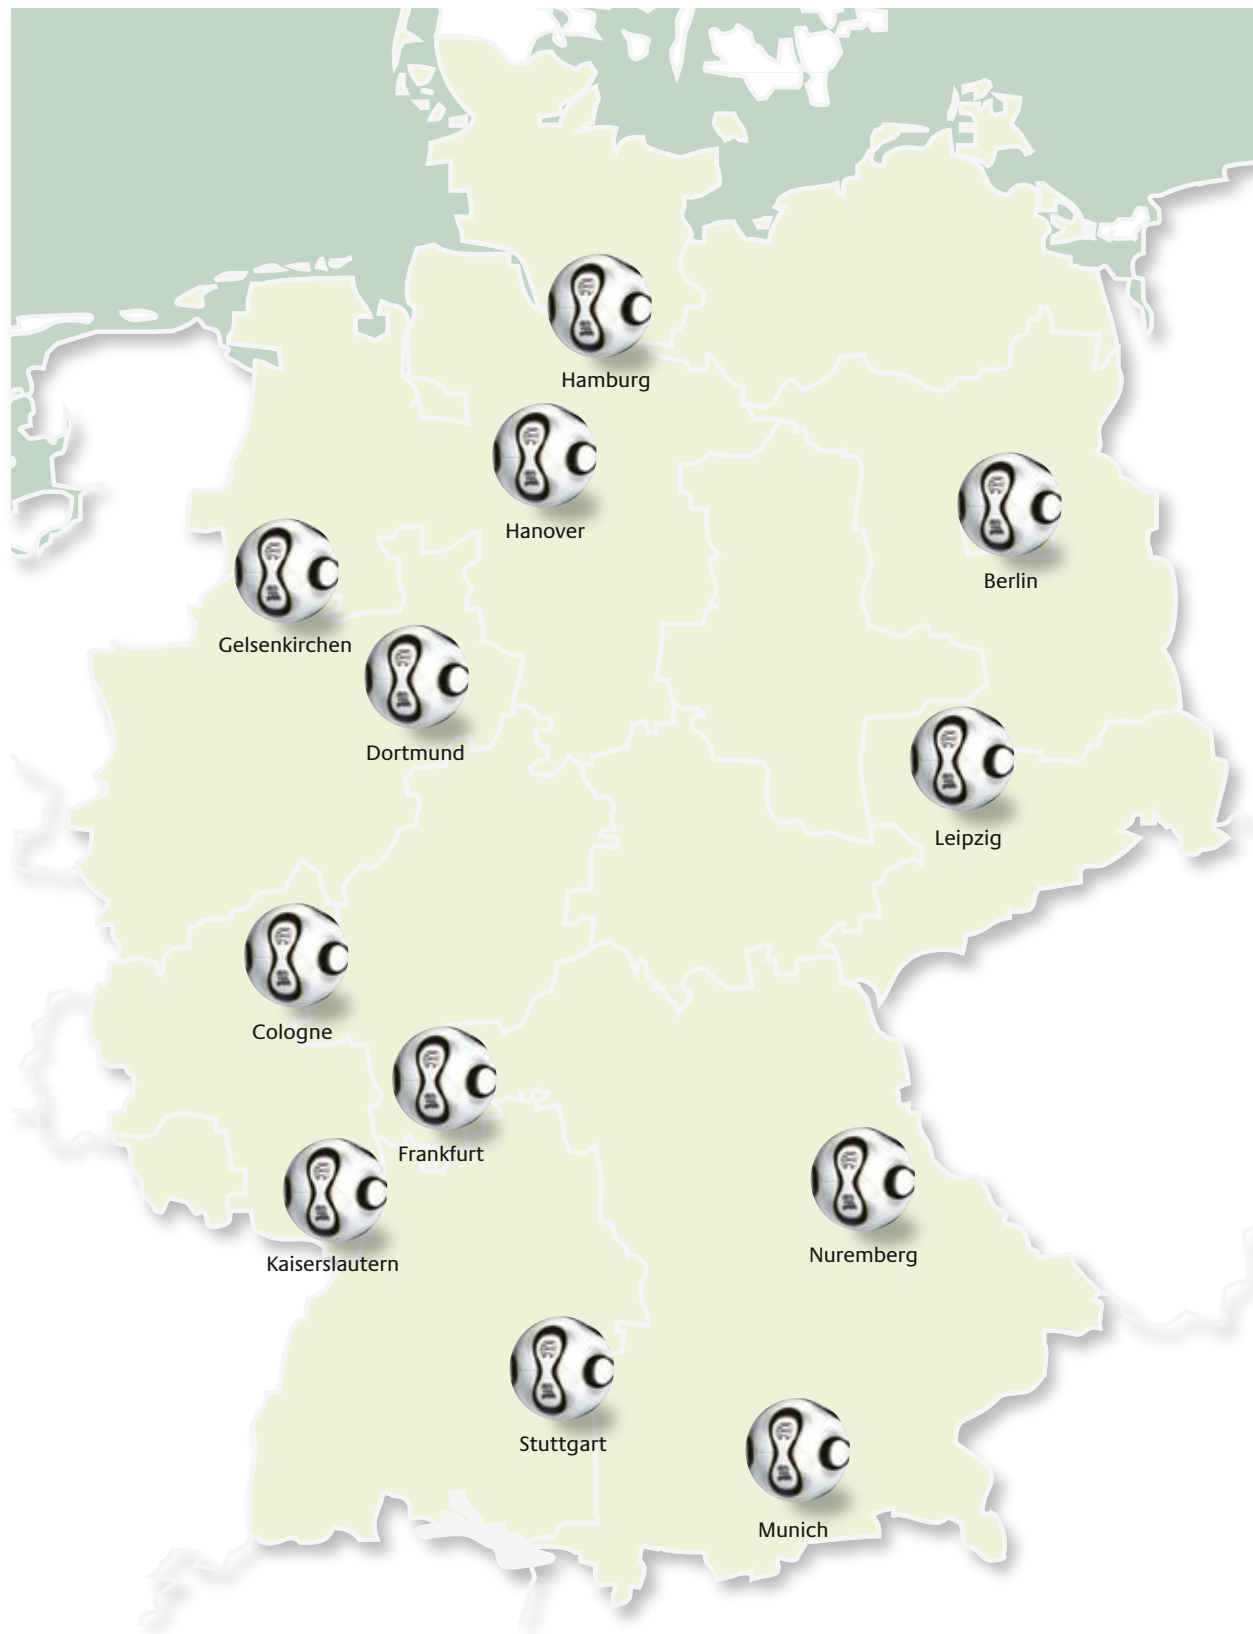 Hamburg
Hanover
Berlin
Gelsenkirchen
Dortmund
Leipzig
Cologne
Frankfurt
Kaiserslautern
Nuremberg
Stuttgart
Munich